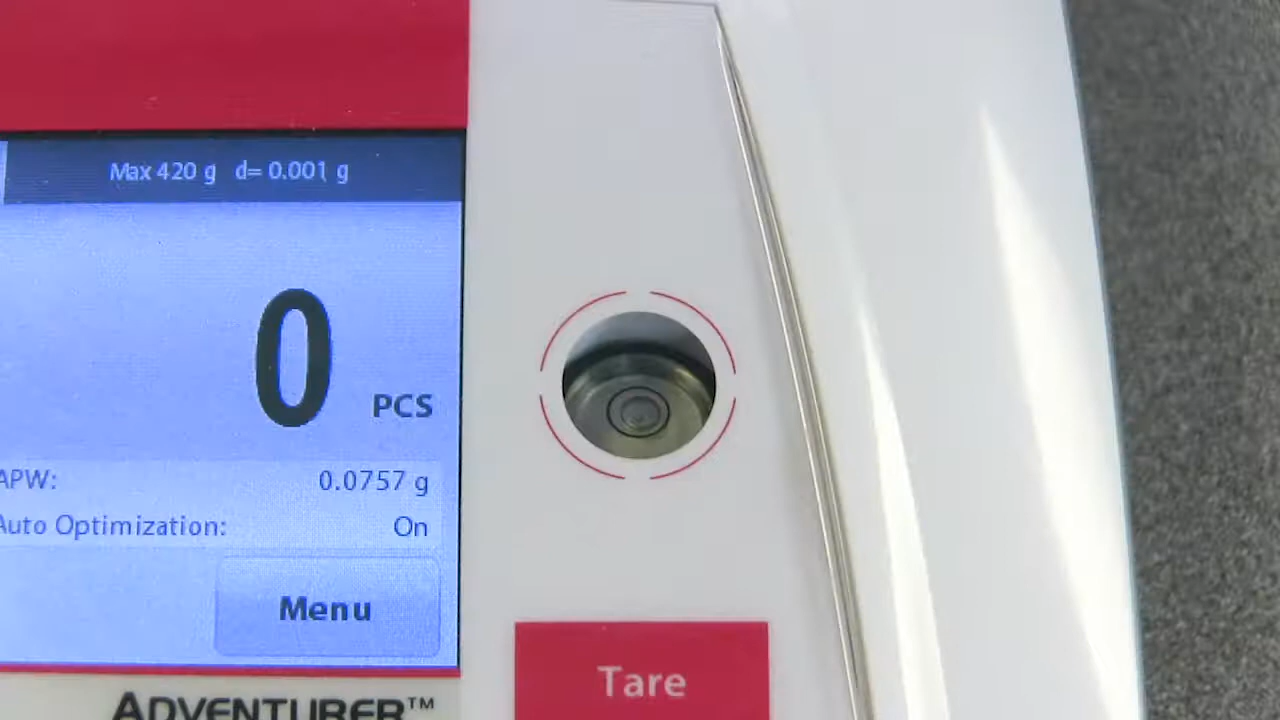 Max 420 g d= 0.001 g
0 PCS
APW: 0.0757 g
Auto Optimization: On
Menu
Tare
ADVENTURER™